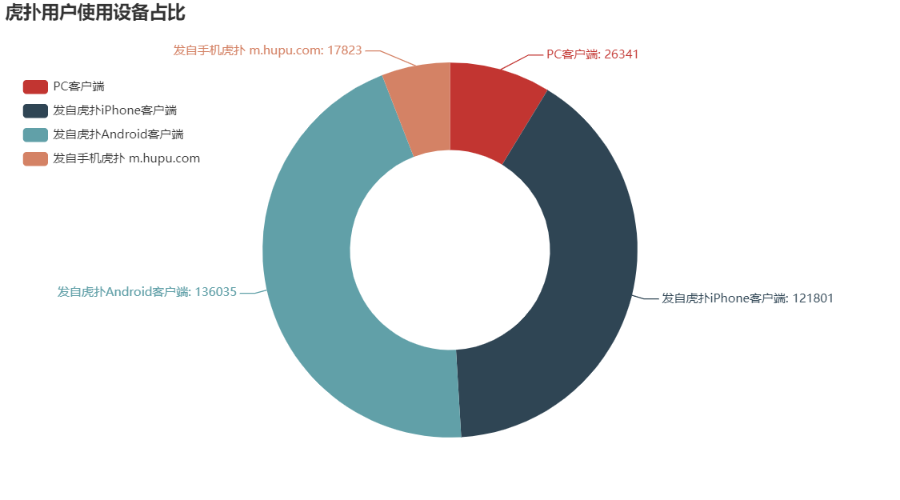 虎扑用户使用设备占比
发自手机虎扑 m.hupu.com: 17823
PC客户端: 26341
PC客户端
发自虎扑iPhone客户端
发自虎扑Android客户端
发自手机虎扑 m.hupu.com
发自虎扑Android客户端: 136035
发自虎扑iPhone客户端: 121801